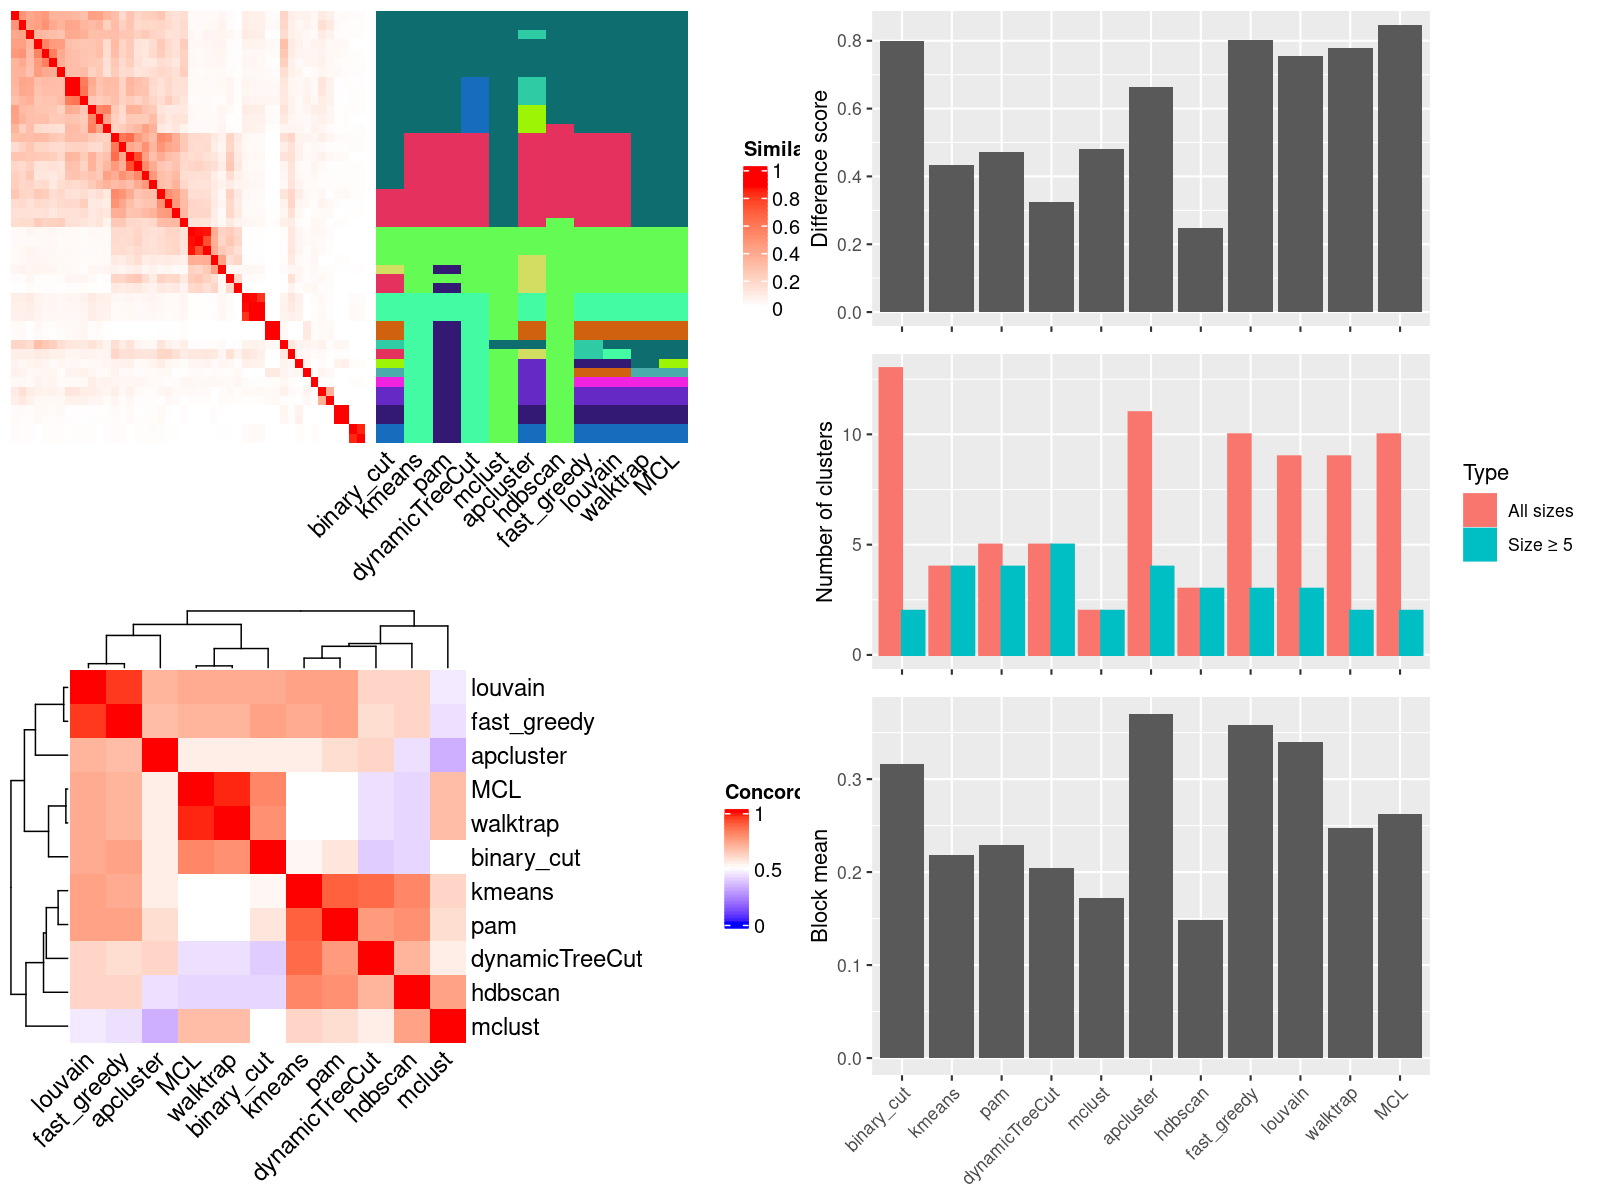 Simila
1
0.8
0.6
0.4
0.2
0
binary_cut
kmeans
pam
dynamicTreeCut
mclust
apcluster
hdbscan
fast_greedy
louvain
walktrap
MCL
louvain
fast_greedy
apcluster
MCL
walktrap
binary_cut
kmeans
pam
dynamicTreeCut
hdbscan
mclust
louvain
fast_greedy
apcluster
MCL
walktrap
binary_cut
kmeans
pam
dynamicTreeCut
hdbscan
mclust
Concord
1
0.5
0
Difference score
0.8
0.6
0.4
0.2
0.0
Number of clusters
10
5
0
Type
All sizes
Size ≥ 5
Block mean
0.3
0.2
0.1
0.0
binary_cut
kmeans
pam
dynamicTreeCut
mclust
apcluster
hdbscan
fast_greedy
louvain
walktrap
MCL